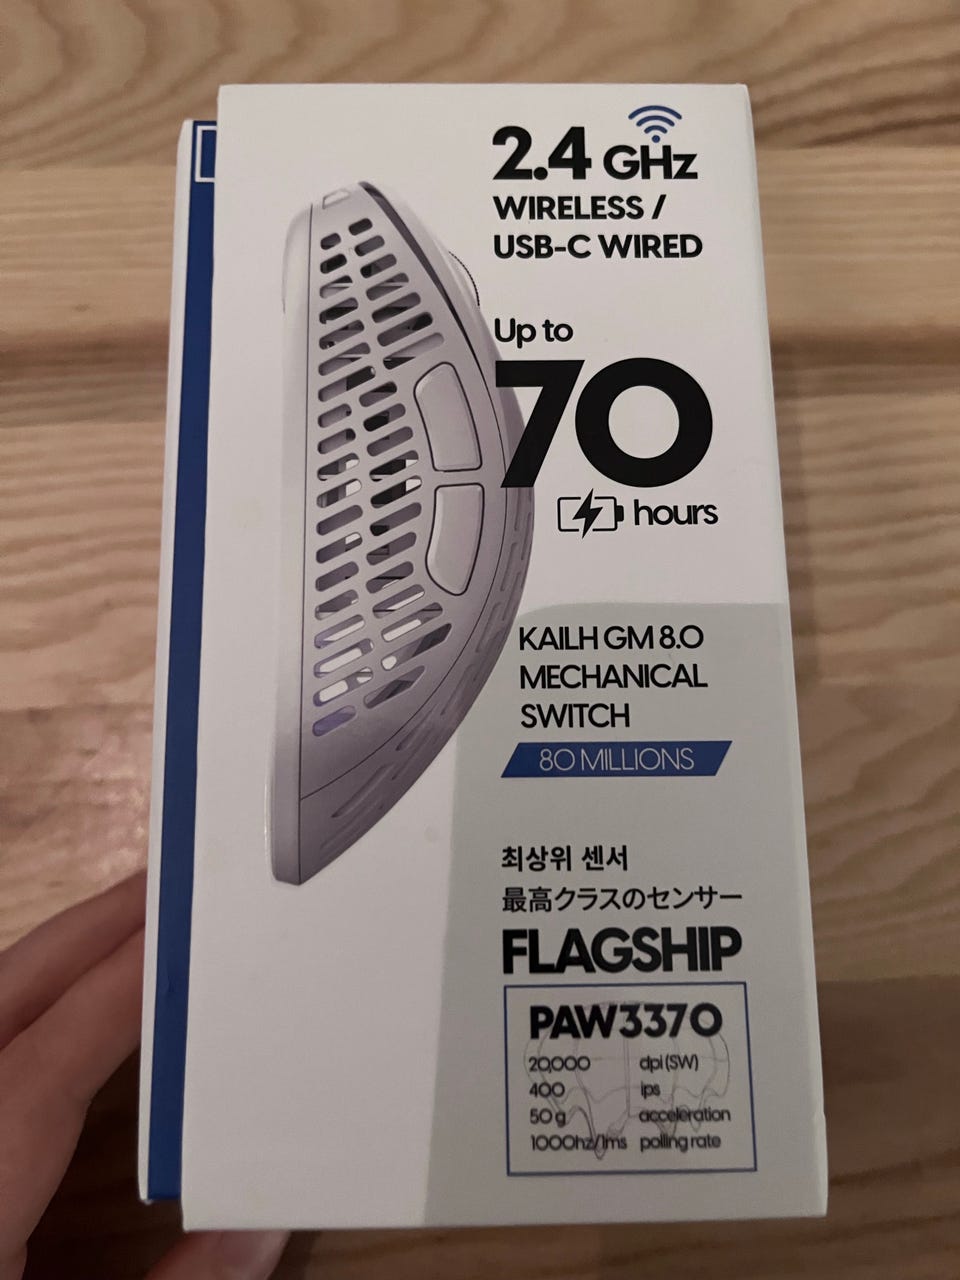 2.4 GHz
WIRELESS /
USB-C WIRED
Up to
70
hours
KAILH GM 8.0
MECHANICAL
SWITCH
80 MILLIONS
최상위 센서
最高クラスのセンサー
FLAGSHIP
PAW3370
20,000 dpi (SW)
400 ips
50 g acceleration
1000hz/1ms polling rate